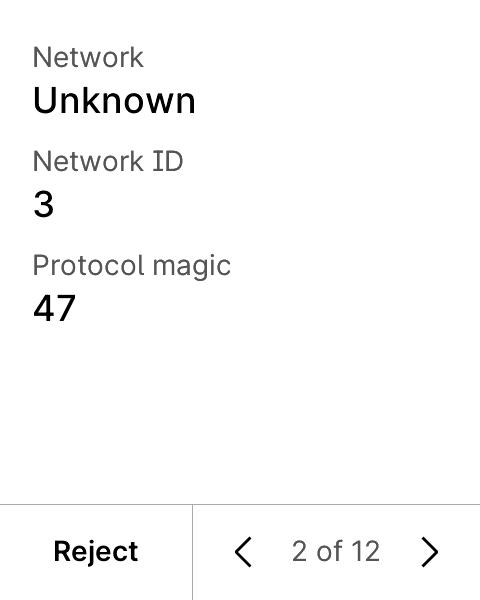 Network
Unknown
Network ID
3
Protocol magic
47
Reject
2 of 12